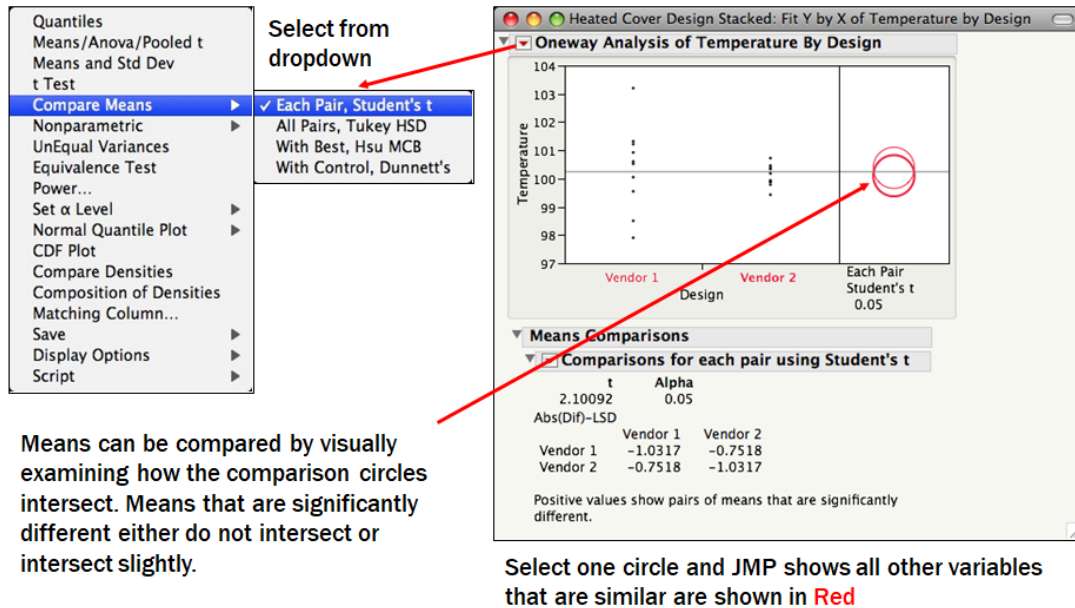 Quantiles
Means/Anova/Pooled t
Means and Std Dev
t Test
Compare Means
Nonparametric
UnEqual Variances
Equivalence Test
Power...
Set α Level
Normal Quantile Plot
CDF Plot
Compare Densities
Composition of Densities
Matching Column...
Save
Display Options
Script
Select from
dropdown
✓ Each Pair, Student's t
All Pairs, Tukey HSD
With Best, Hsu MCB
With Control, Dunnett's
Heated Cover Design Stacked: Fit Y by X of Temperature by Design
Oneway Analysis of Temperature By Design
Temperature
104
103
102
101
100
99
98
97
Vendor 1
Vendor 2
Design
Each Pair
Student's t
0.05
Means Comparisons
Comparisons for each pair using Student's t
t Alpha
2.10092 0.05
Abs(Dif)-LSD
Vendor 1 Vendor 2
Vendor 1 −1.0317 −0.7518
Vendor 2 −0.7518 −1.0317
Positive values show pairs of means that are significantly
different.
Means can be compared by visually
examining how the comparison circles
intersect. Means that are significantly
different either do not intersect or
intersect slightly.
Select one circle and JMP shows all other variables
that are similar are shown in Red